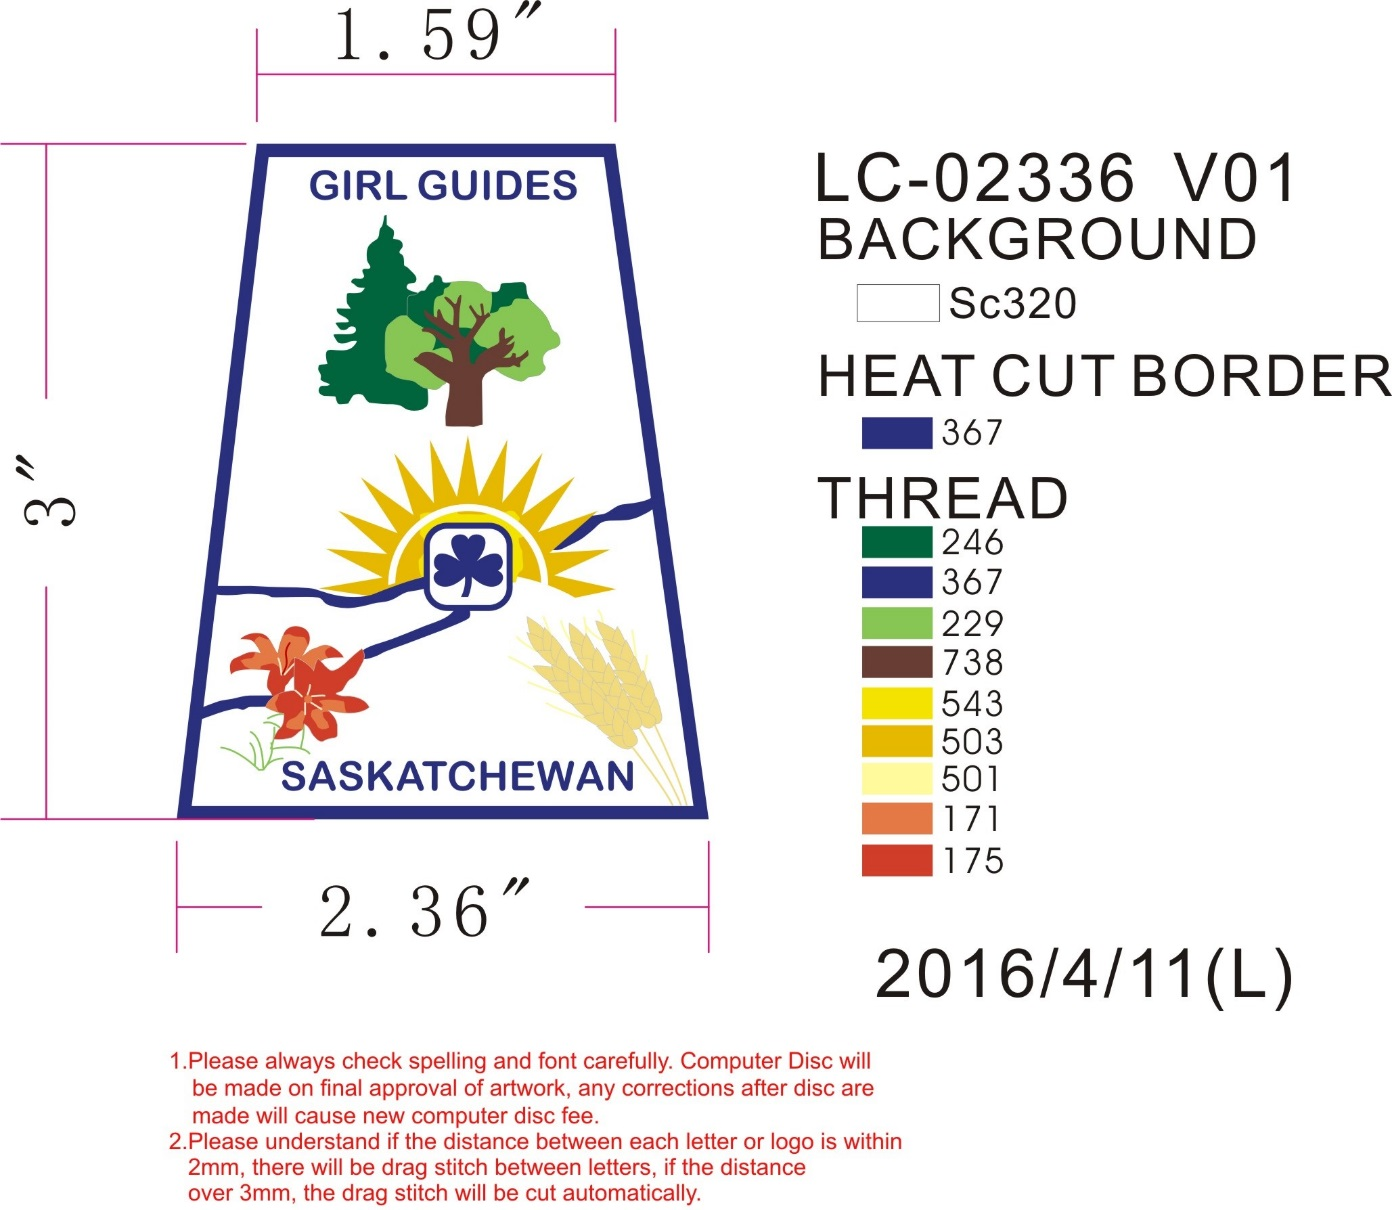 1.59″
GIRL GUIDES
3″
SASKATCHEWAN
2.36″
LC-02336 V01
BACKGROUND
Sc320
HEAT CUT BORDER
367
THREAD
246
367
229
738
543
503
501
171
175
2016/4/11(L)
1.Please always check spelling and font carefully. Computer Disc will
be made on final approval of artwork, any corrections after disc are
made will cause new computer disc fee.
2.Please understand if the distance between each letter or logo is within
2mm, there will be drag stitch between letters, if the distance
over 3mm, the drag stitch will be cut automatically.